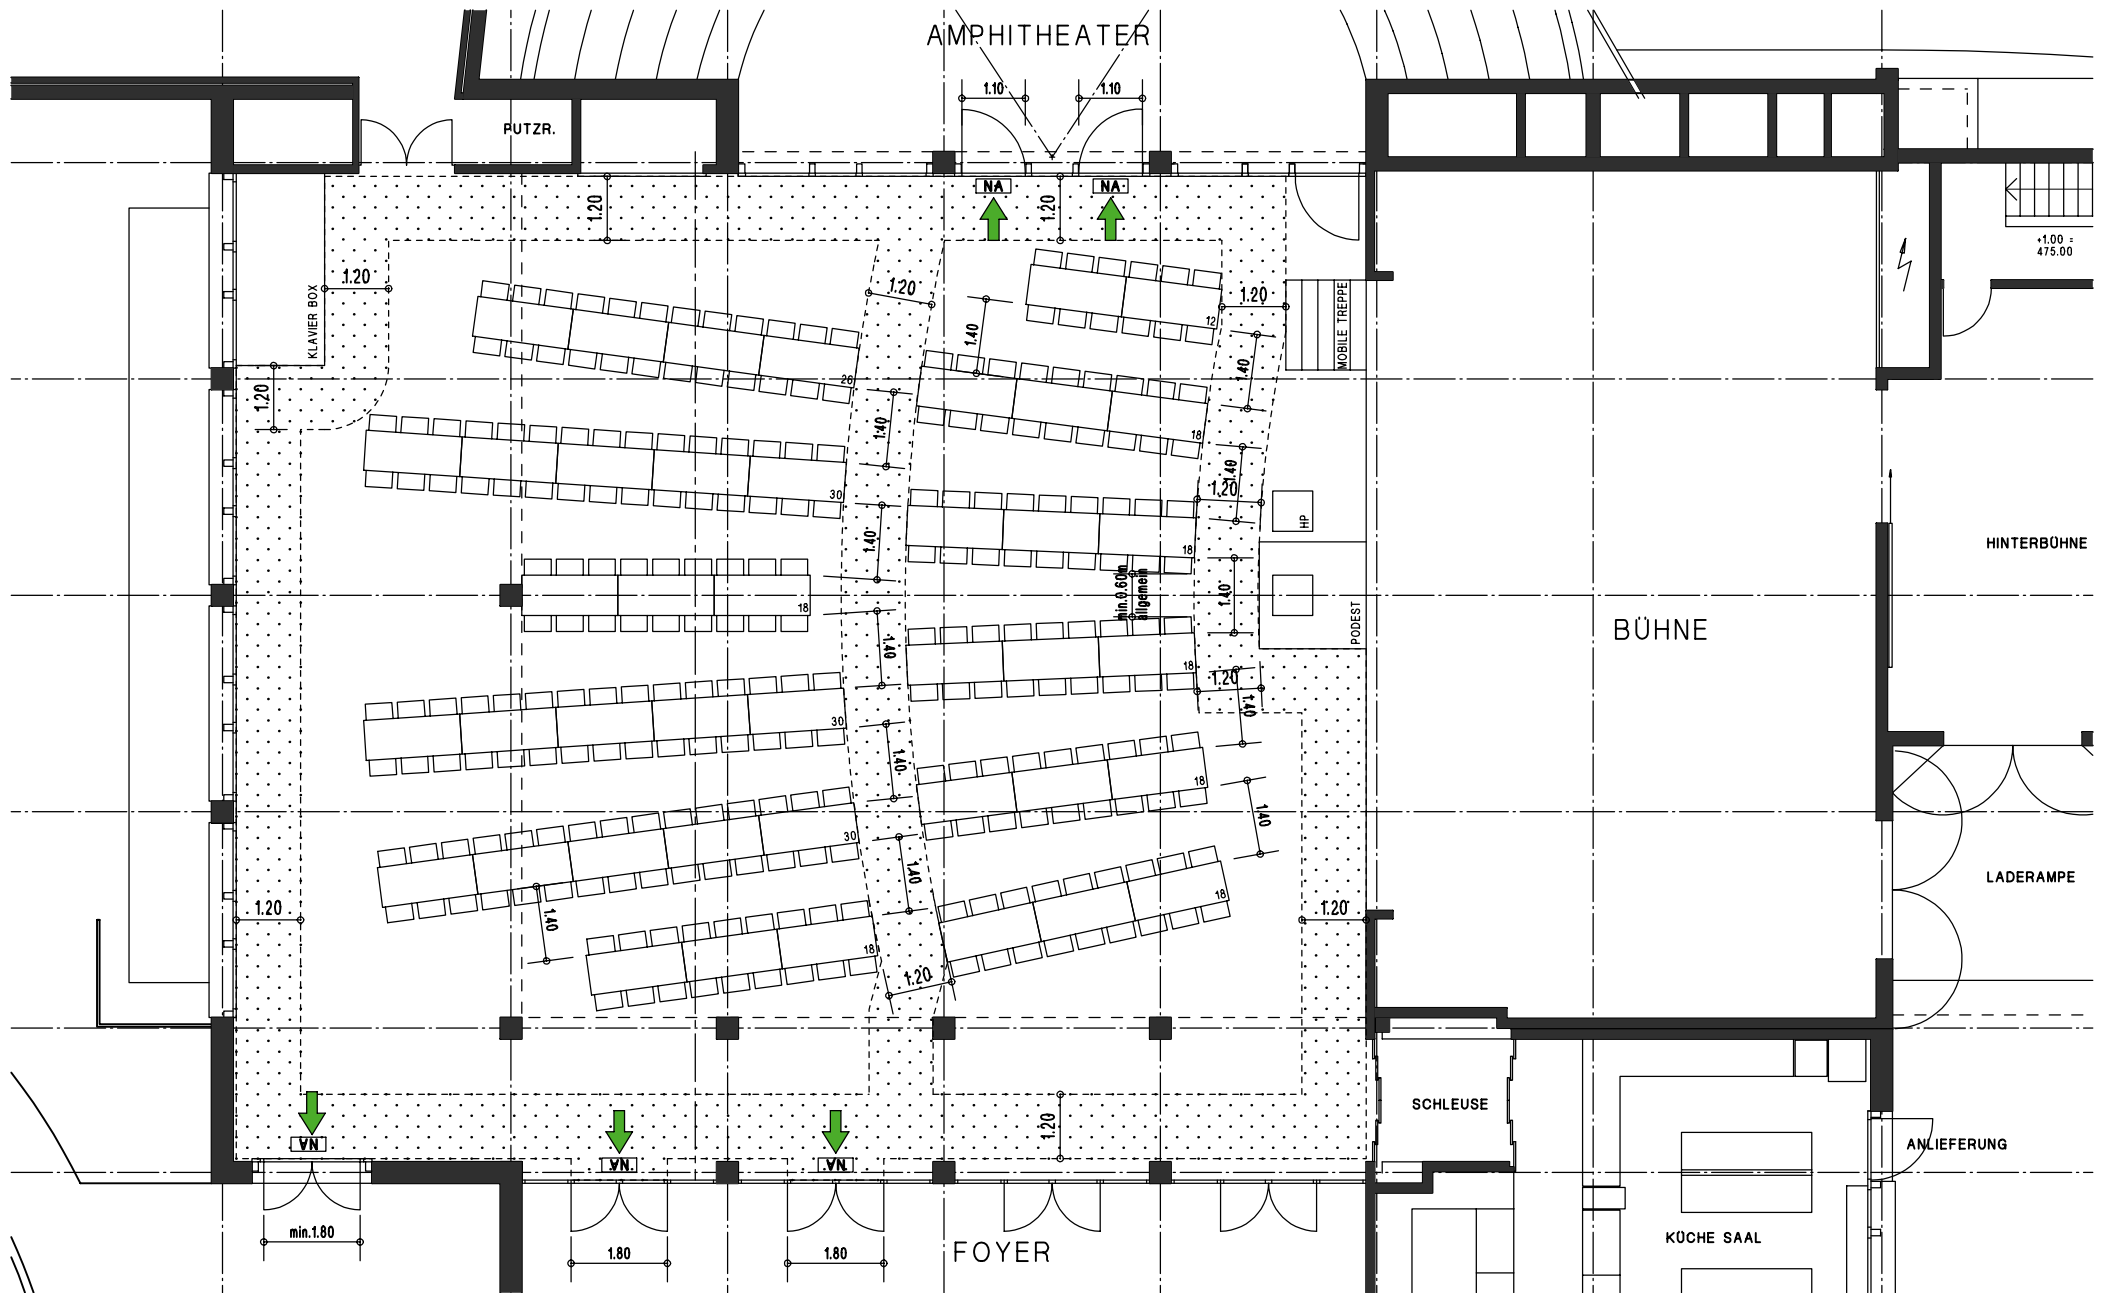 AMPHITHEATER
1.10
1.10
PUTZR.
NA
NA
1.20
1.20
+1.00 =
475.00
KLAVIER BOX
1.20
1.20
1.20
1.20
MOBILE TREPPE
12
1.40
1.40
26
1.20
1.40
18
1.40
30
1.20
HP
1.40
18
HINTERBÜHNE
min.0.60m
allgemein
1.40
18
PODEST
BÜHNE
1.40
18
1.20
1.40
30
1.40
18
1.40
30
1.40
LADERAMPE
18
1.20
1.40
1.20
18
1.20
SCHLEUSE
1.20
NA
NA
NA
ANLIEFERUNG
min.1.80
1.80
1.80
FOYER
KÜCHE SAAL